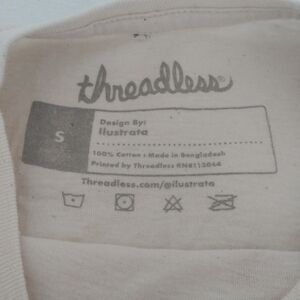 threadless®
S
Design By:
Ilustrata
100% Cotton : Made in Bangladesh
Printed by Threadless RN#113044
Threadless.com/@ilustrata